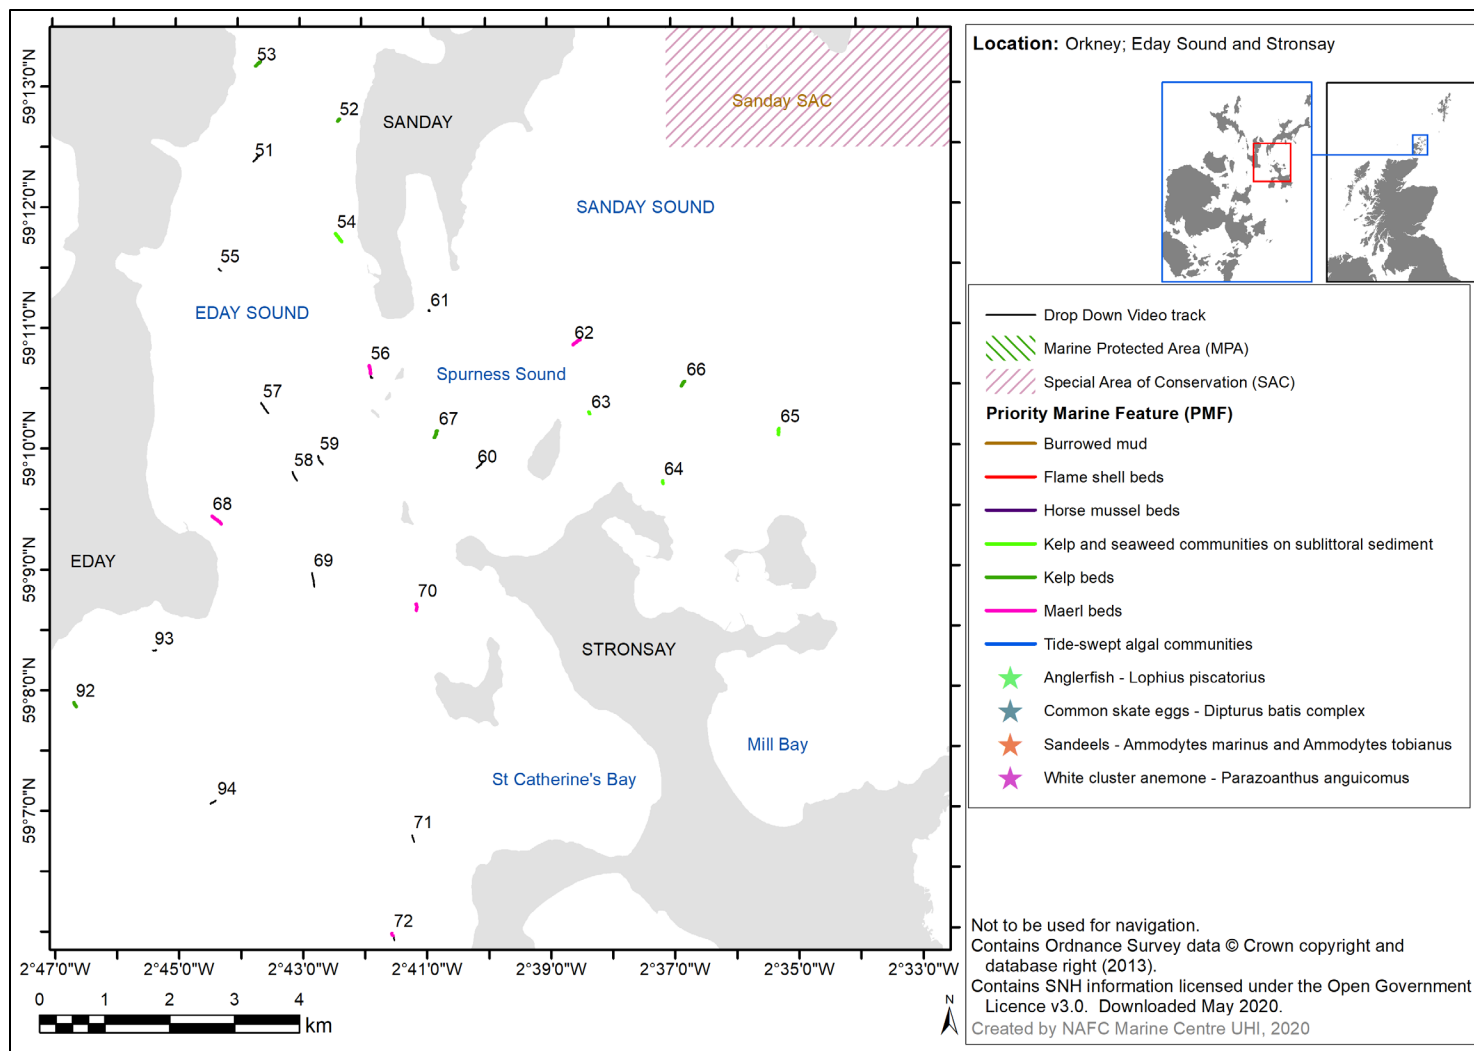 53
52
SANDAY
Sanday SAC
51
SANDAY SOUND
54
55
61
EDAY SOUND
62
56
Spurness Sound
66
57
63
67
65
59
58
60
64
68
69
EDAY
70
93
STRONSAY
92
Mill Bay
St Catherine's Bay
94
71
72
59°13'0"N
59°12'0"N
59°11'0"N
59°10'0"N
59°9'0"N
59°8'0"N
59°7'0"N
2°47'0"W
2°45'0"W
2°43'0"W
2°41'0"W
2°39'0"W
2°37'0"W
2°35'0"W
2°33'0"W
0 1 2 3 4
km
N
Location: Orkney; Eday Sound and Stronsay
Drop Down Video track
Marine Protected Area (MPA)
Special Area of Conservation (SAC)
Priority Marine Feature (PMF)
Burrowed mud
Flame shell beds
Horse mussel beds
Kelp and seaweed communities on sublittoral sediment
Kelp beds
Maerl beds
Tide-swept algal communities
Anglerfish - Lophius piscatorius
Common skate eggs - Dipturus batis complex
Sandeels - Ammodytes marinus and Ammodytes tobianus
White cluster anemone - Parazoanthus anguicomus
Not to be used for navigation.
Contains Ordnance Survey data © Crown copyright and
database right (2013).
Contains SNH information licensed under the Open Government
Licence v3.0. Downloaded May 2020.
Created by NAFC Marine Centre UHI, 2020